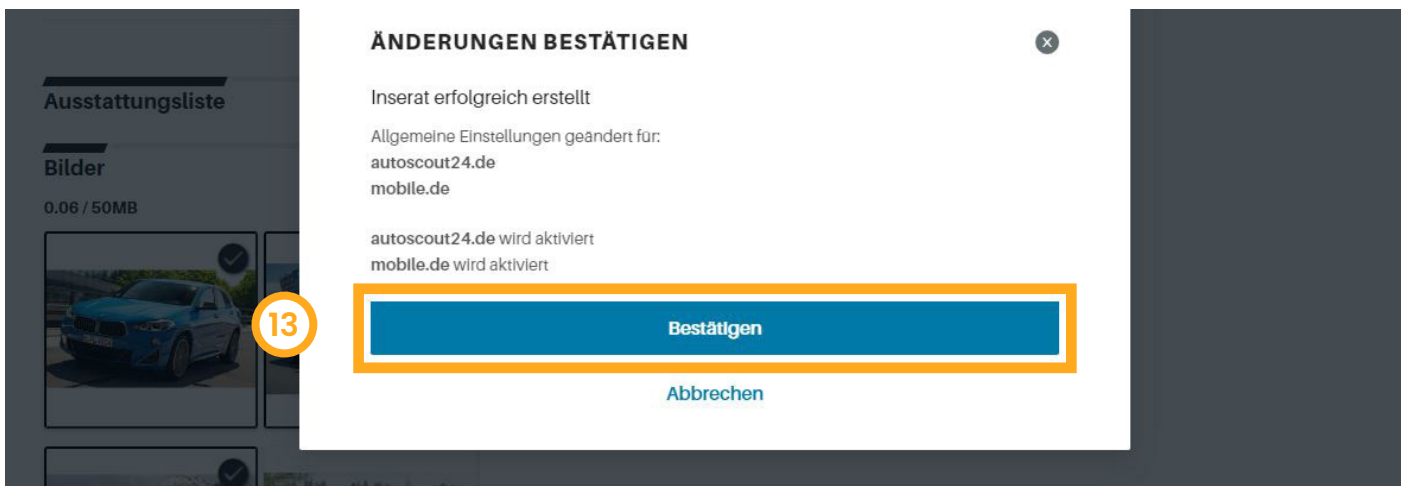 ÄNDERUNGEN BESTÄTIGEN
Inserat erfolgreich erstellt
Allgemeine Einstellungen geändert für:
autoscout24.de
mobile.de
autoscout24.de wird aktiviert
mobile.de wird aktiviert
13
Bestätigen
Abbrechen
Ausstattungsliste
Bilder
0.06 / 50MB